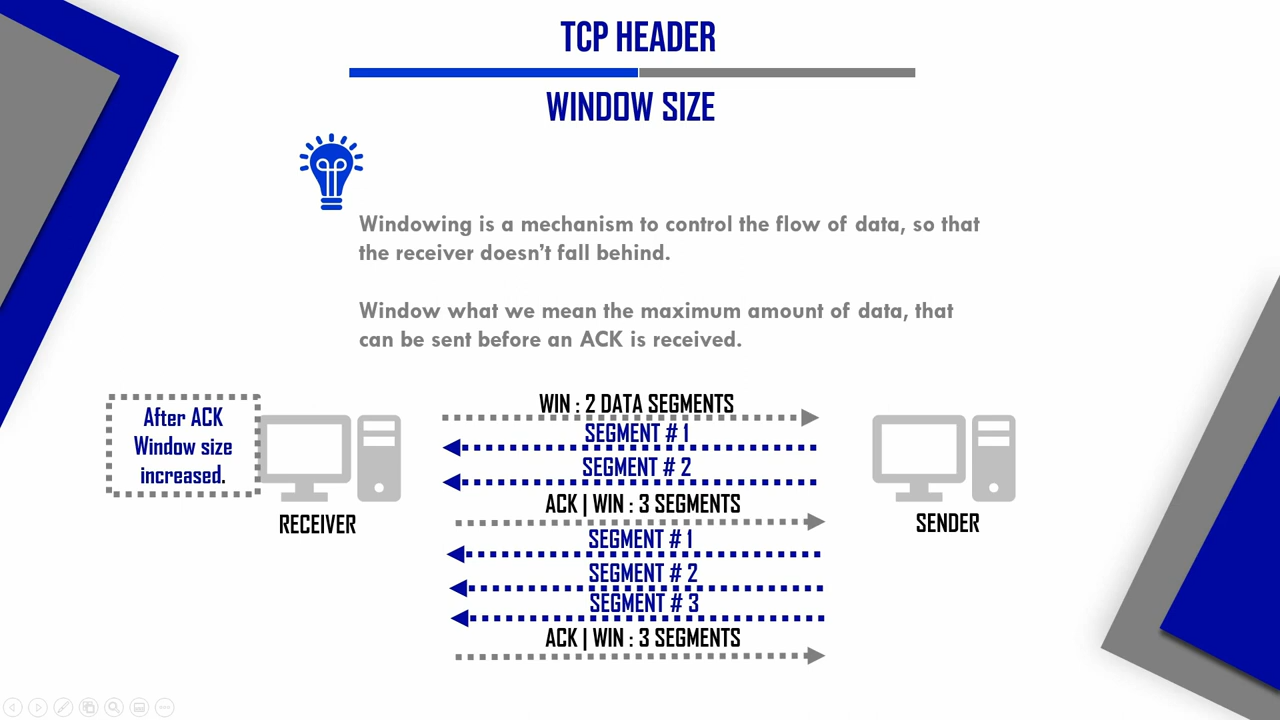 TCP HEADER
WINDOW SIZE
Windowing is a mechanism to control the flow of data, so that
the receiver doesn't fall behind.
Window what we mean the maximum amount of data, that
can be sent before an ACK is received.
After ACK
Window size
increased.
RECEIVER
WIN : 2 DATA SEGMENTS
SEGMENT # 1
SEGMENT # 2
ACK | WIN : 3 SEGMENTS
SEGMENT # 1
SEGMENT # 2
SEGMENT # 3
ACK | WIN : 3 SEGMENTS
SENDER